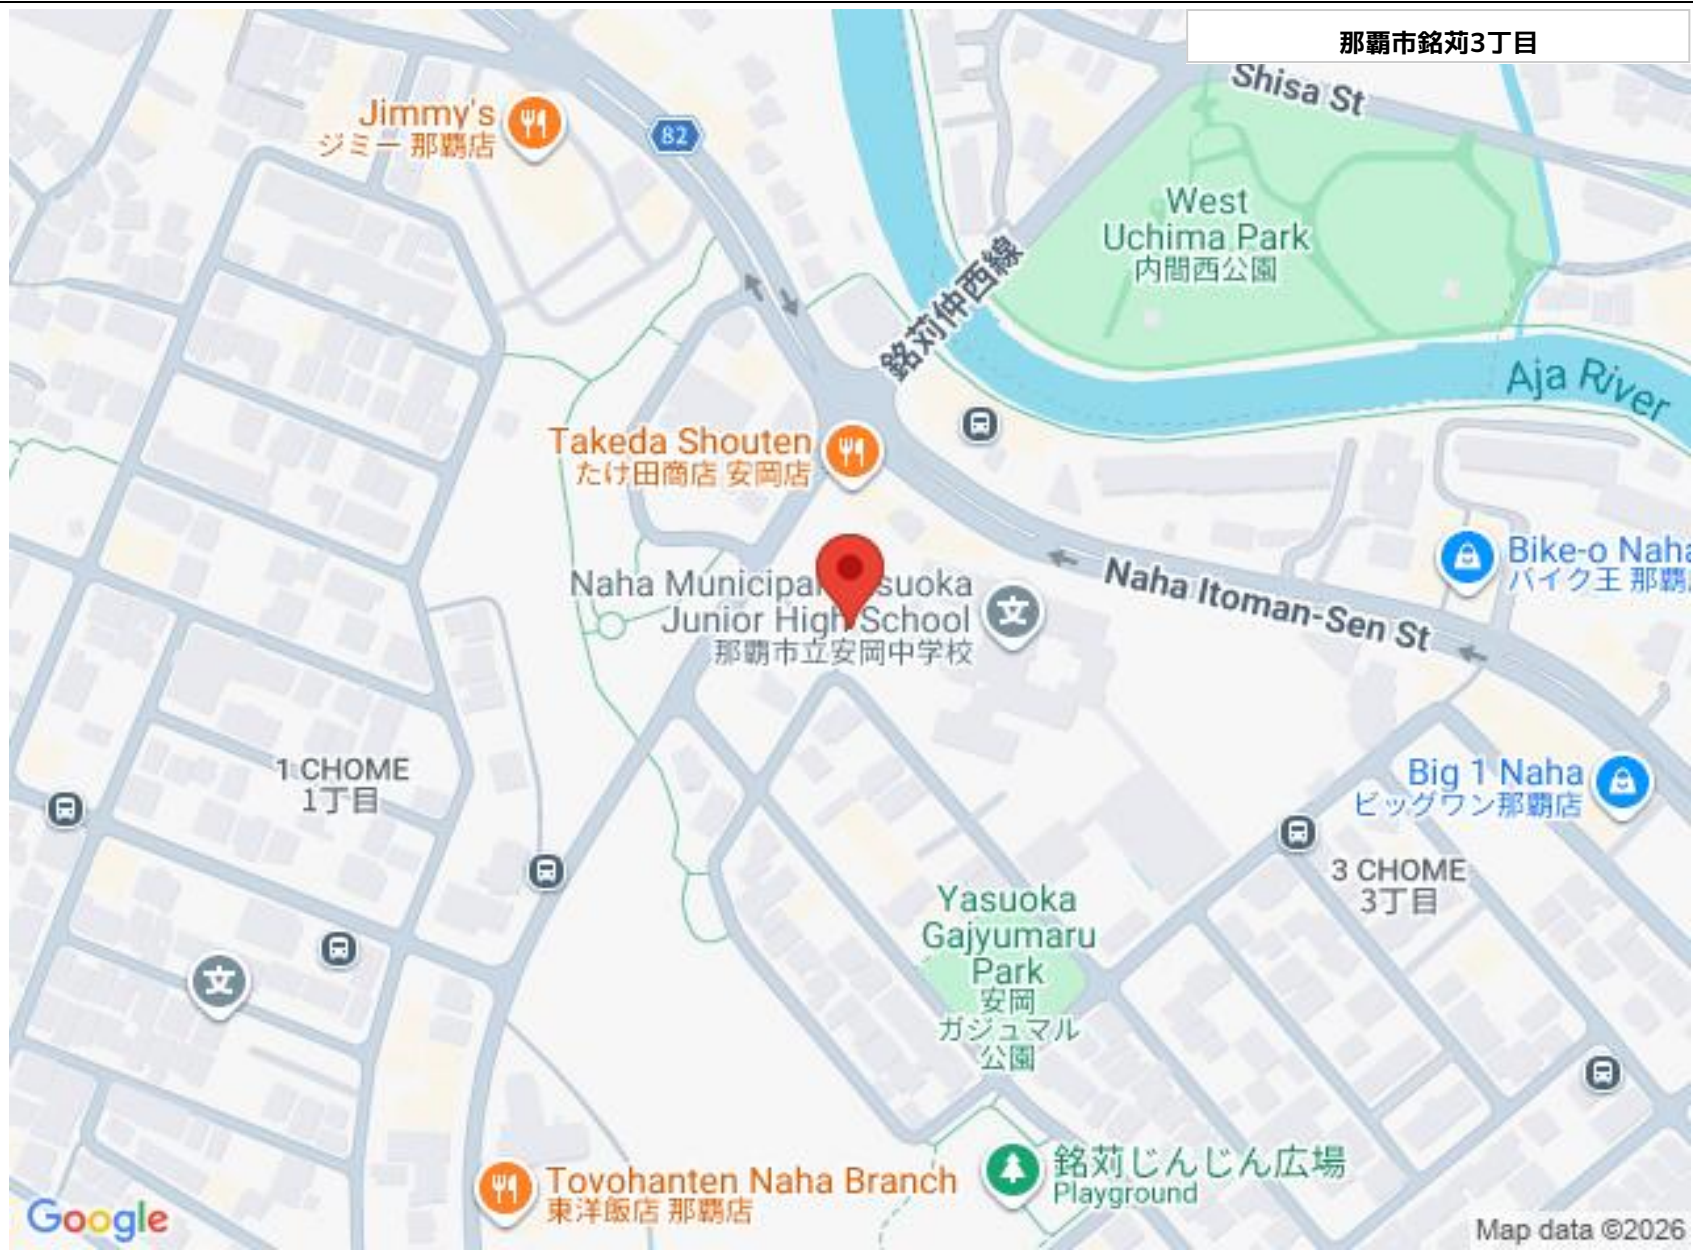 那覇市銘苅3丁目
Shisa St
Jimmy's
ジミー 那覇店
82
West
Uchima Park
内間西公園
銘苅仲西線
Aja River
Takeda Shouten
たけ田商店 安岡店
Bike-o Naha
バイク王 那覇
Naha Itoman-Sen St
Naha Municipal
suoka
Junior High School
那覇市立安岡中学校
文
1 CHOME
1丁目
Big 1 Naha
ビッグワン那覇店
3 CHOME
3丁目
Yasuoka
Gajyumaru
Park
安岡
ガジュマル
公園
文
銘苅じんじん広場
Playground
Toyohanten Naha Branch
東洋飯店 那覇店
Google
Map data ©2026